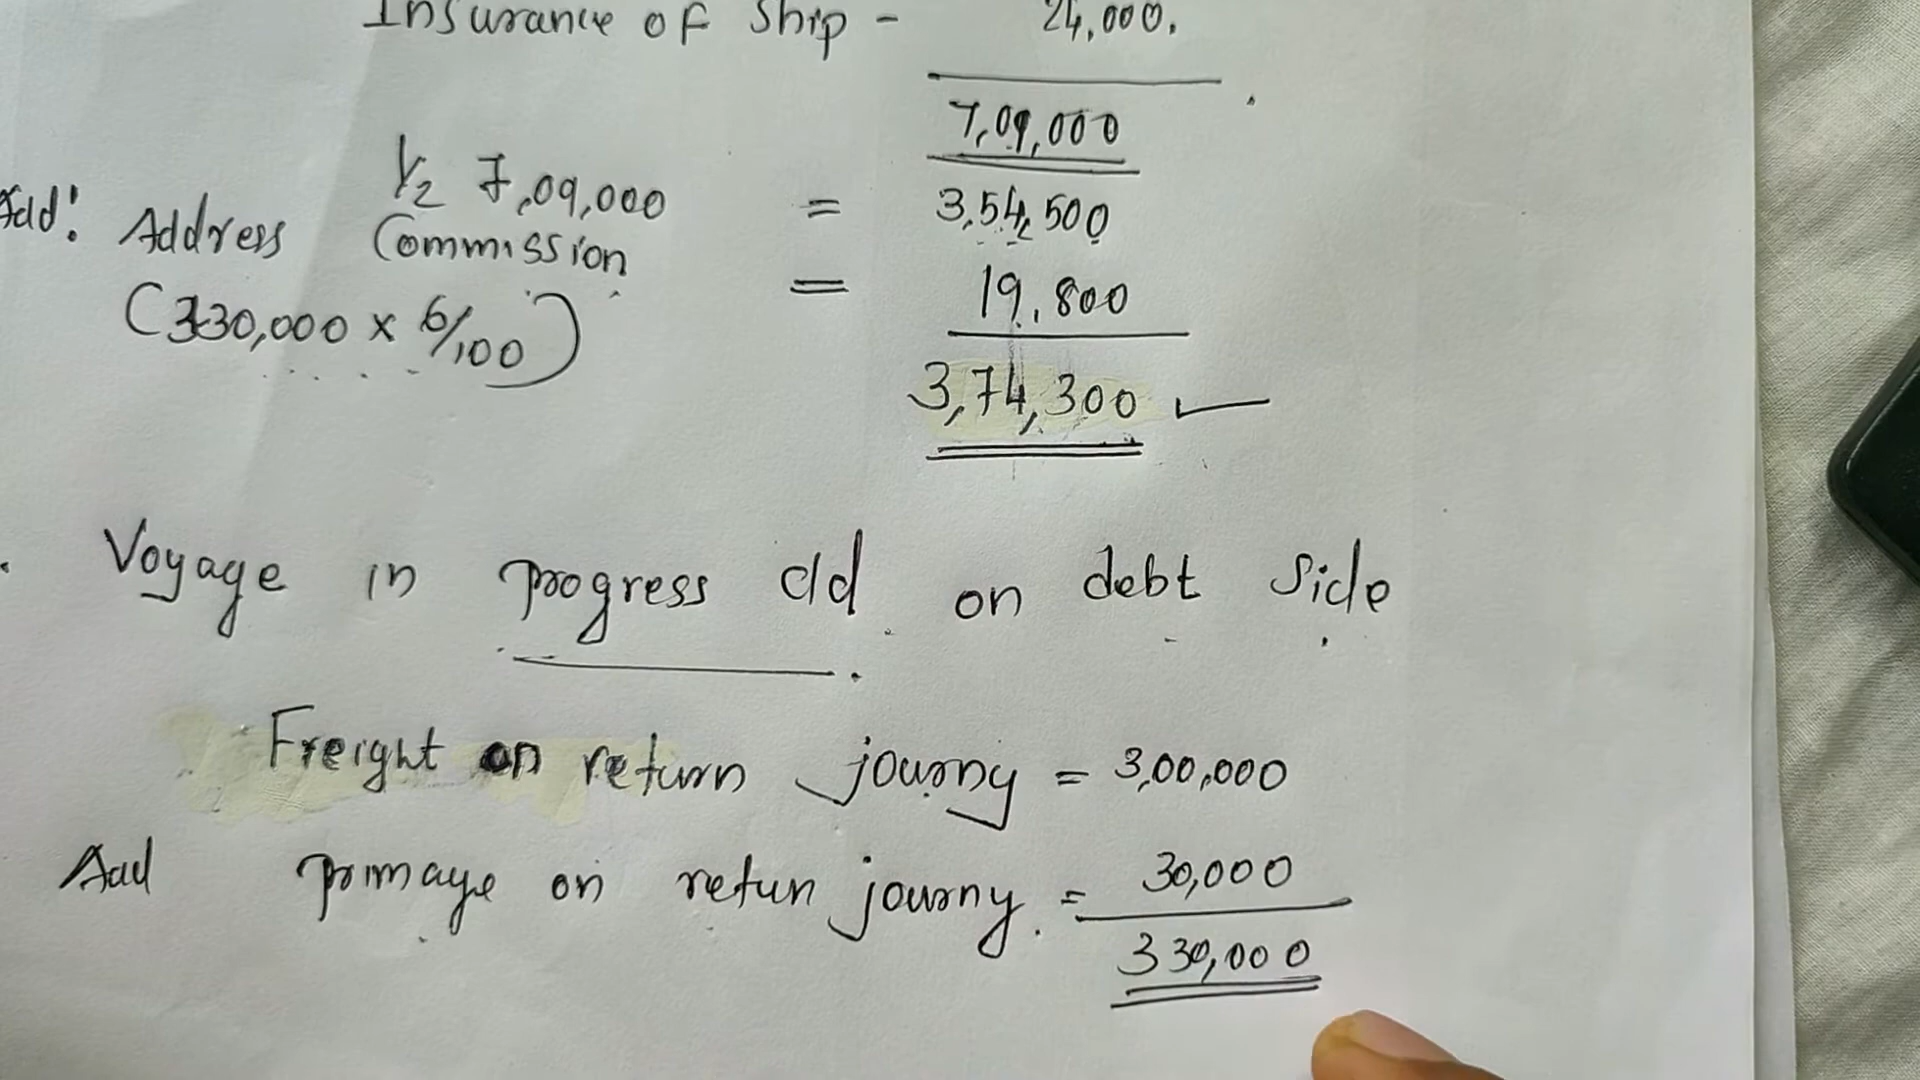 Insurance of Ship - 24,000.
7,09,000
1/2 7,09,000 = 3,54,500
Add: Address Commission
(330,000 x 6/100) = 19,800
3,74,300 ✓
Voyage in progress c/d on debt side
Freight on return journy = 3,00,000
Add primage on retun journy. = 30,000
330,000